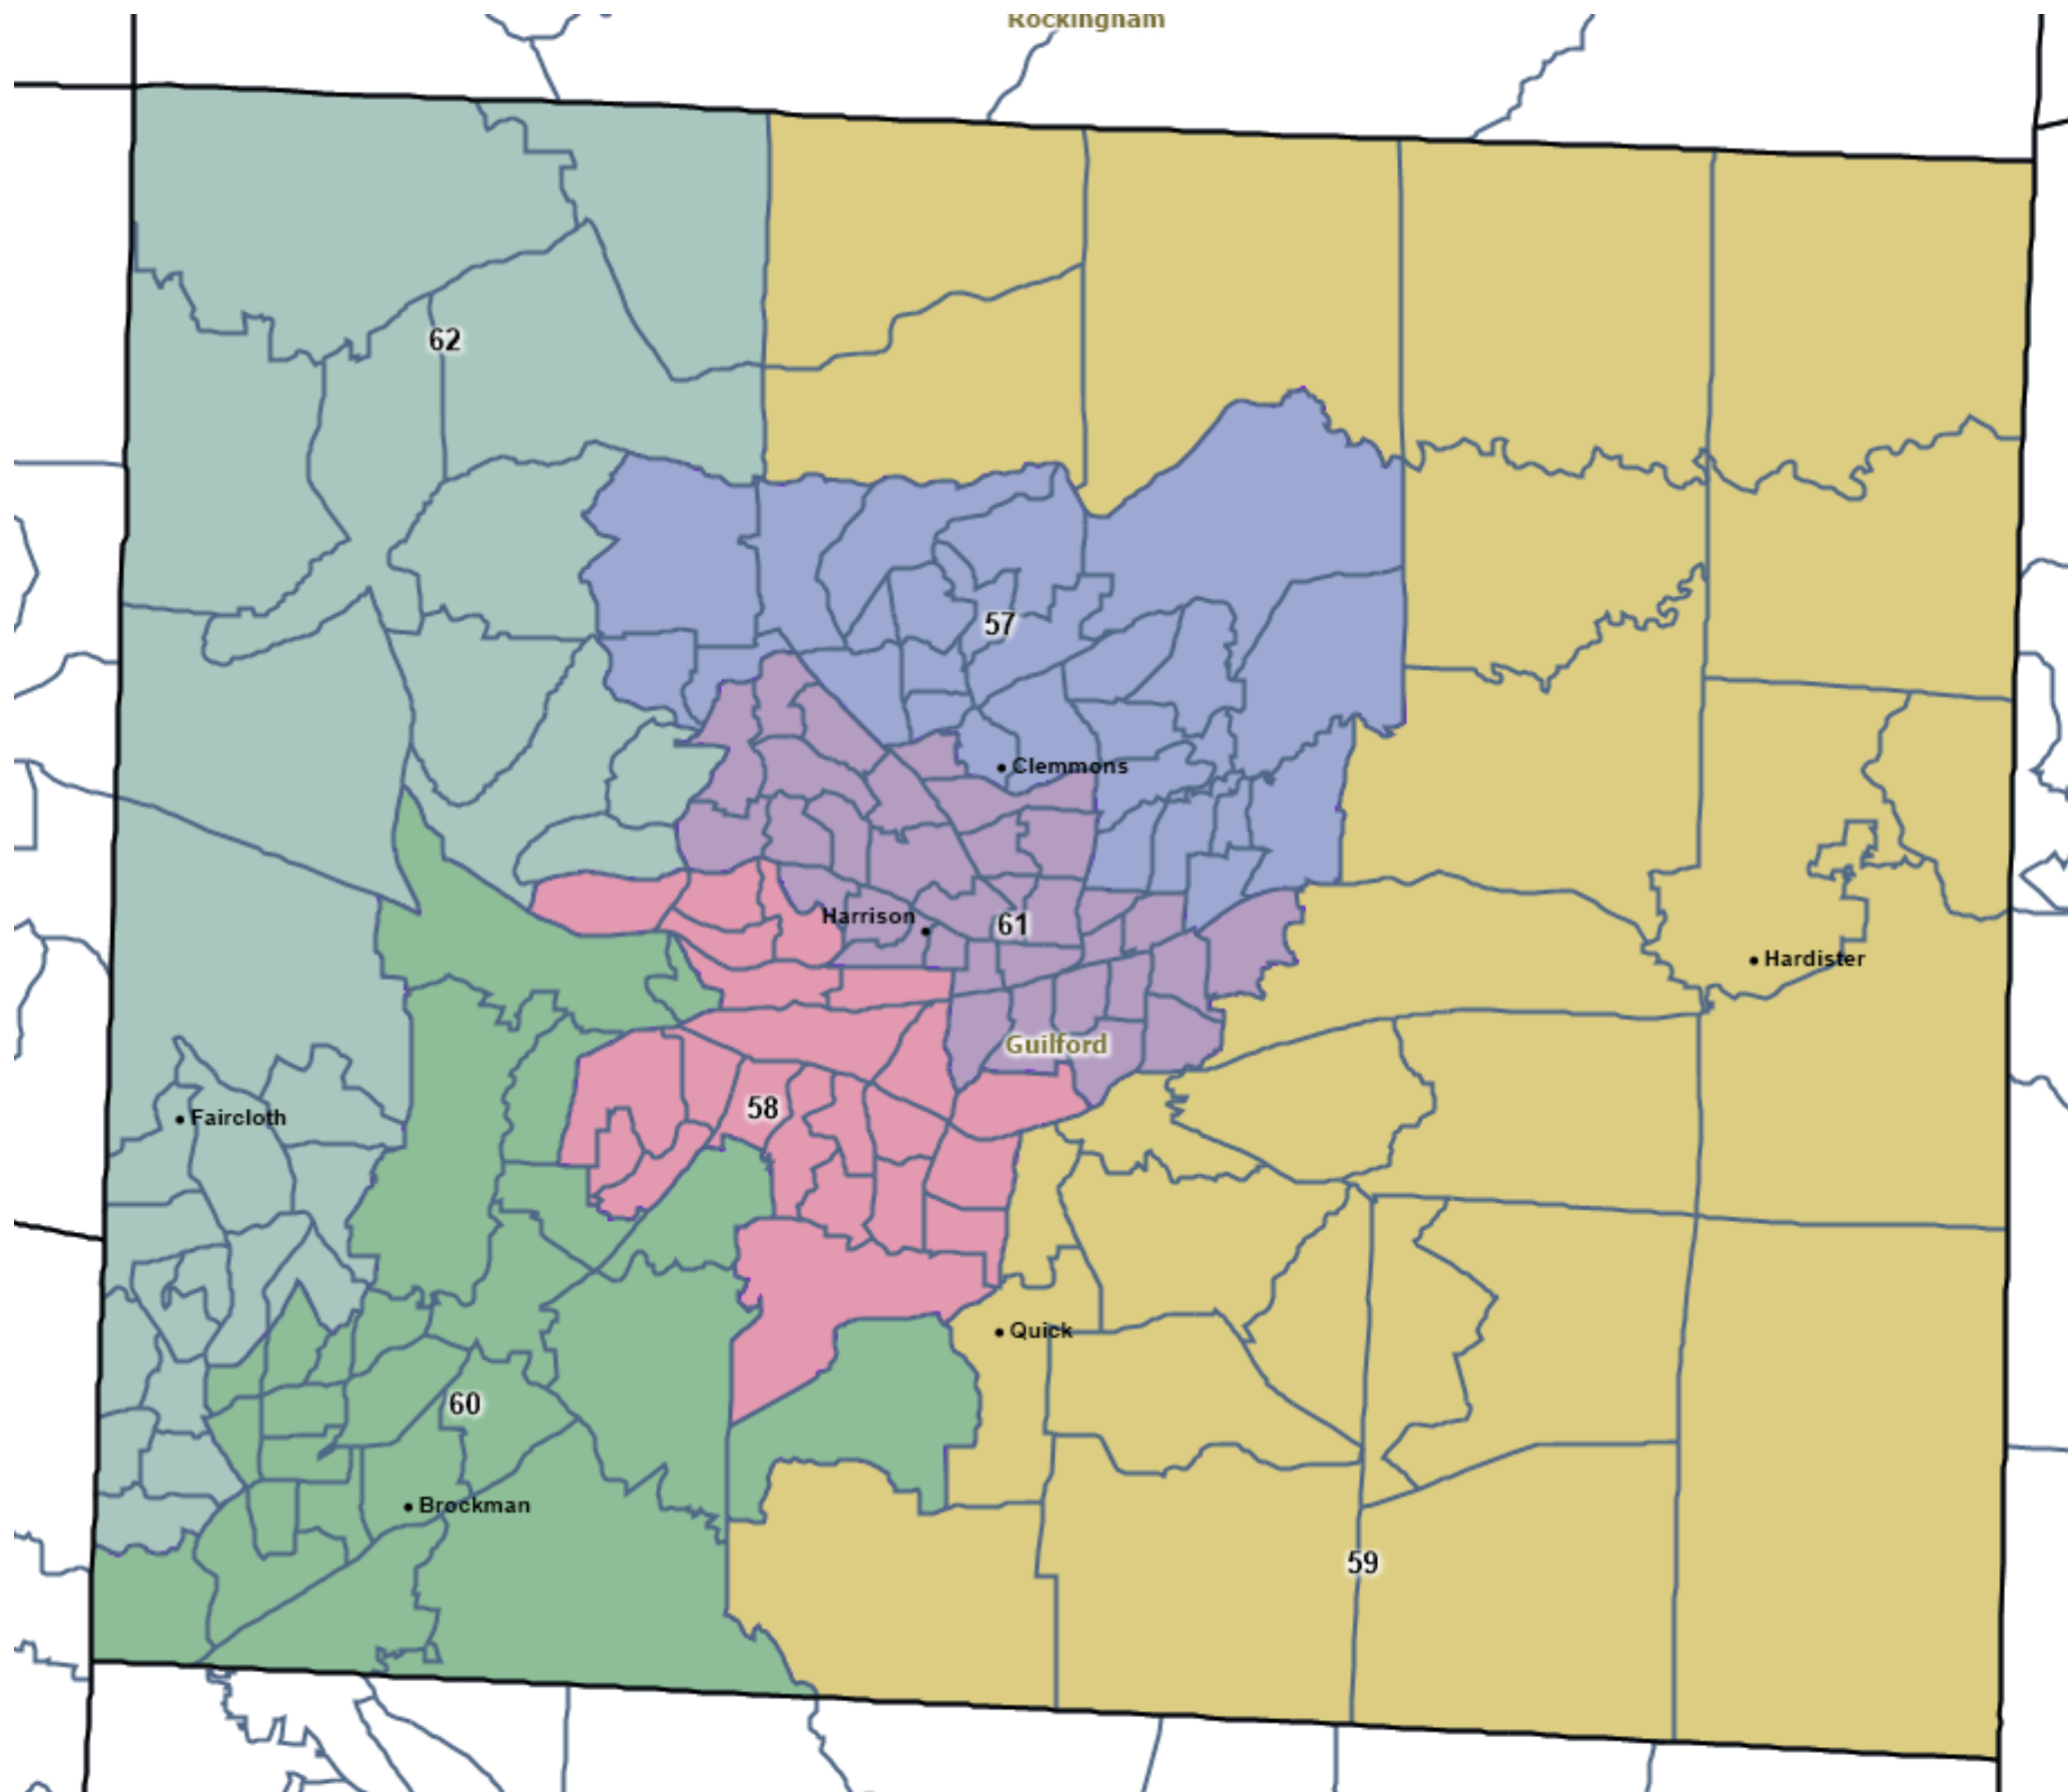 Rockingham
62
57
Clemmons
Harrison
61
Hardister
Guilford
58
Faircloth
Quick
60
Brockman
59